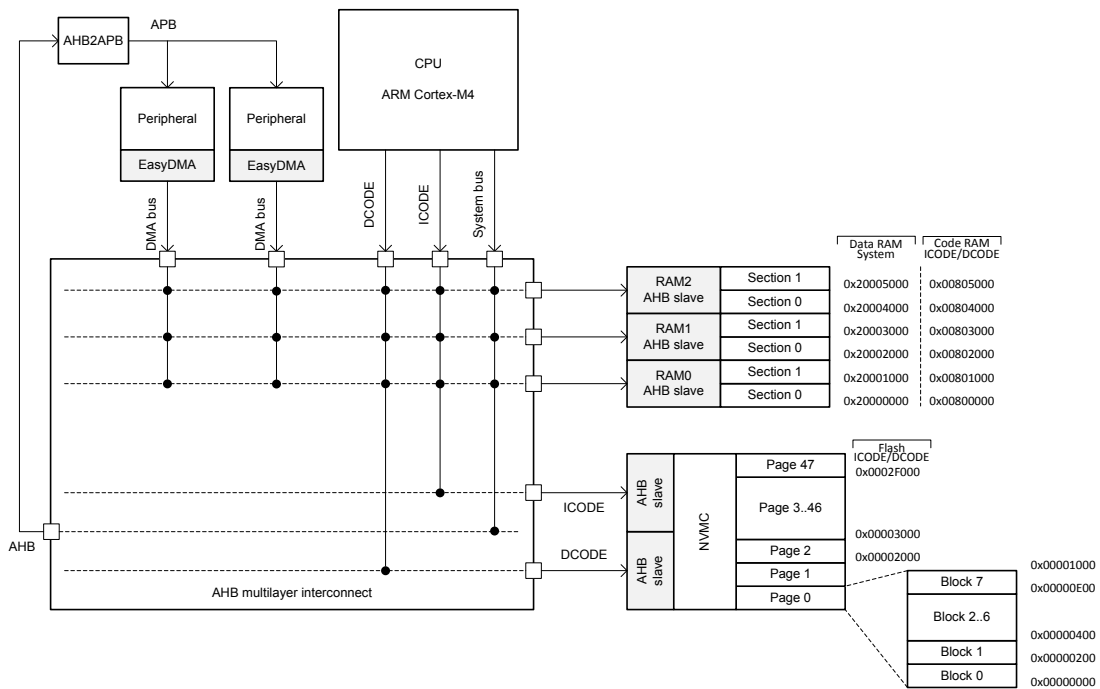 AHB2APB
APB
CPU
ARM Cortex-M4
Peripheral
Peripheral
EasyDMA
EasyDMA
DMA bus
DMA bus
DCODE
ICODE
System bus
Data RAM
System
Code RAM
ICODE/DCODE
RAM2
AHB slave
Section 1
Section 0
0x20005000
0x00805000
0x20004000
0x00804000
RAM1
AHB slave
Section 1
Section 0
0x20003000
0x00803000
0x20002000
0x00802000
RAM0
AHB slave
Section 1
Section 0
0x20001000
0x00801000
0x20000000
0x00800000
Flash
ICODE/DCODE
0x0002F000
ICODE
AHB
slave
NVMC
Page 47
Page 3..46
0x00003000
AHB
DCODE
AHB
slave
Page 2
0x00002000
Page 1
Page 0
0x00001000
Block 7
0x00000E00
Block 2..6
0x00000400
Block 1
0x00000200
Block 0
0x00000000
AHB multilayer interconnect